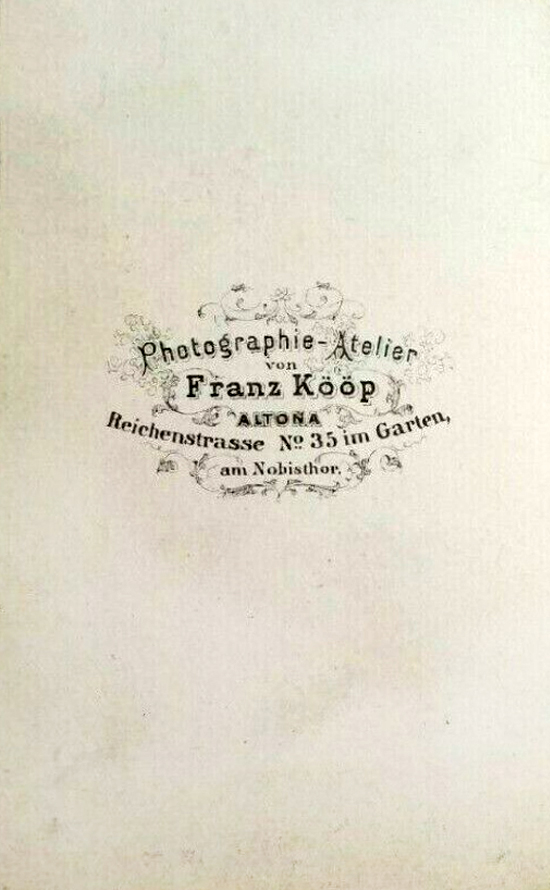 Photographie-Atelier
von
Franz Kööp
ALTONA
Reichenstrasse No 35 im Garten,
am Nobisthor.